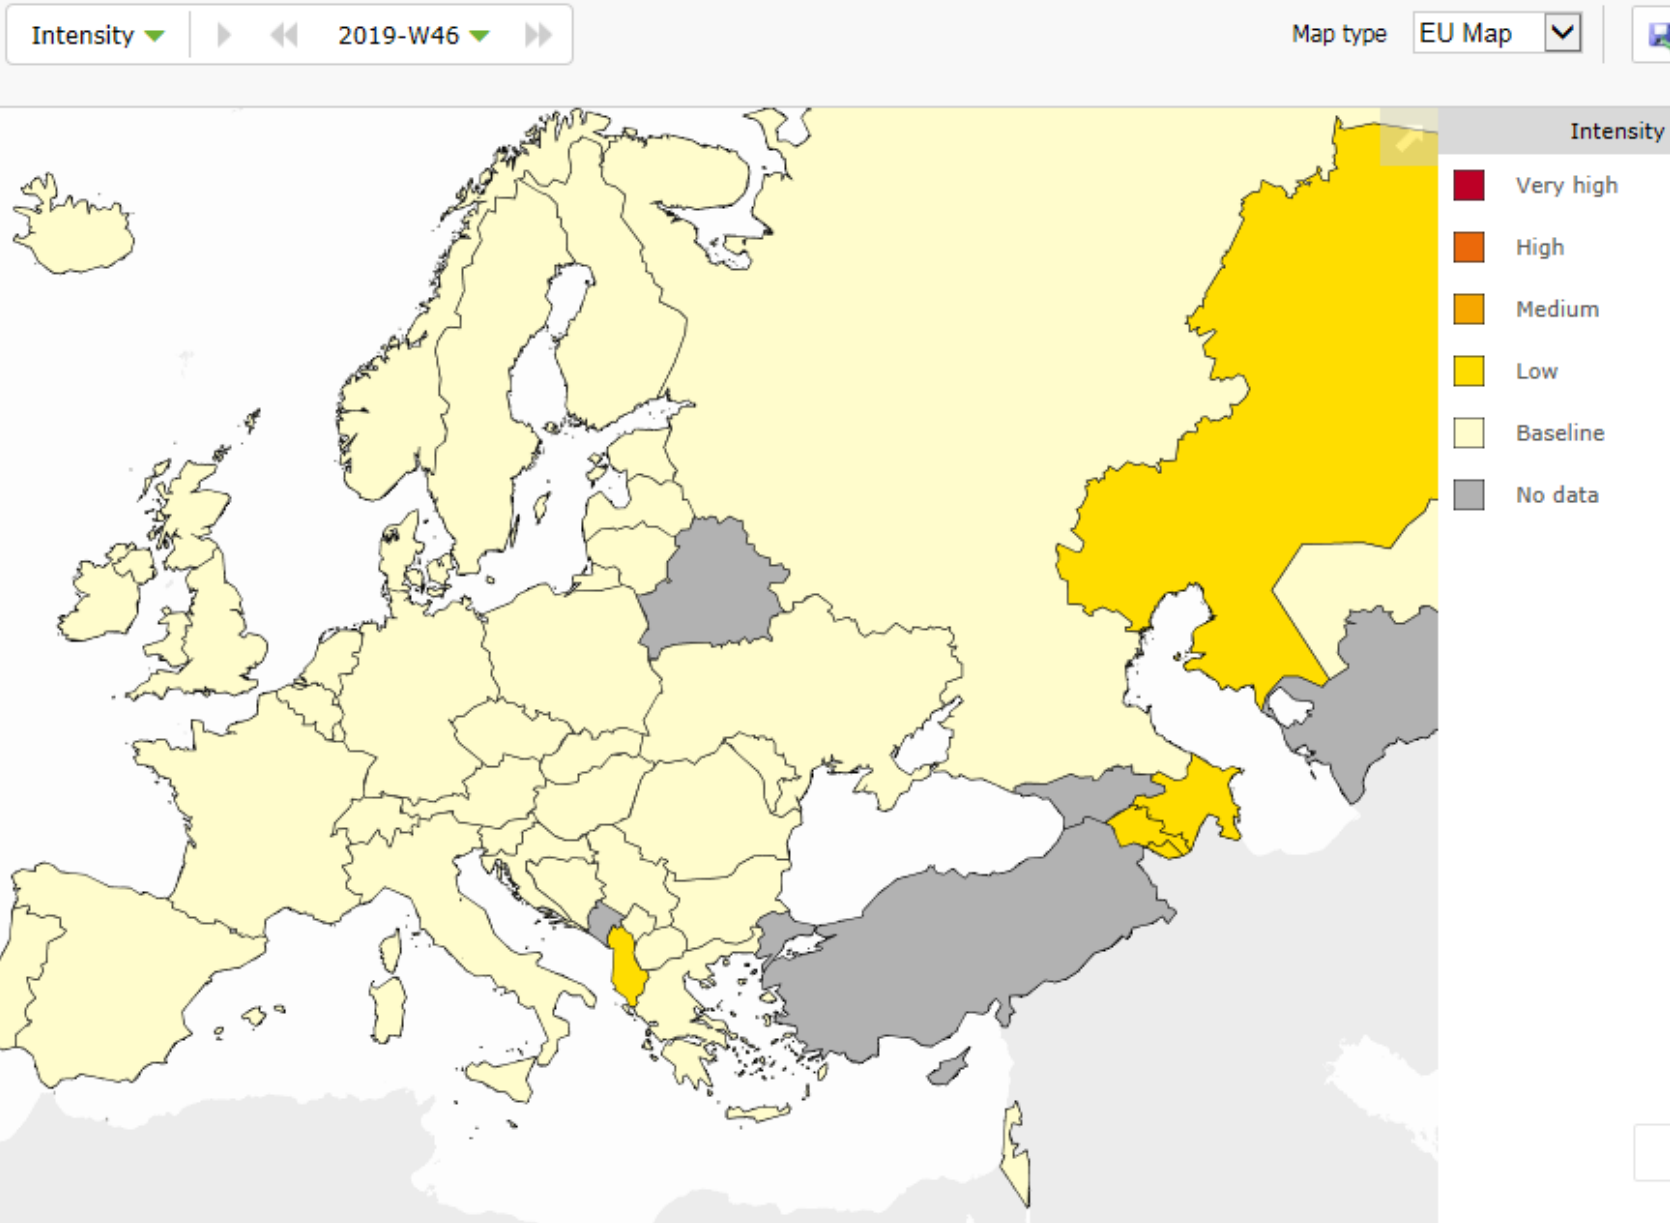 Intensity 2019-W46 Map type EU Map
Intensity
Very high
High
Medium
Low
Baseline
No data